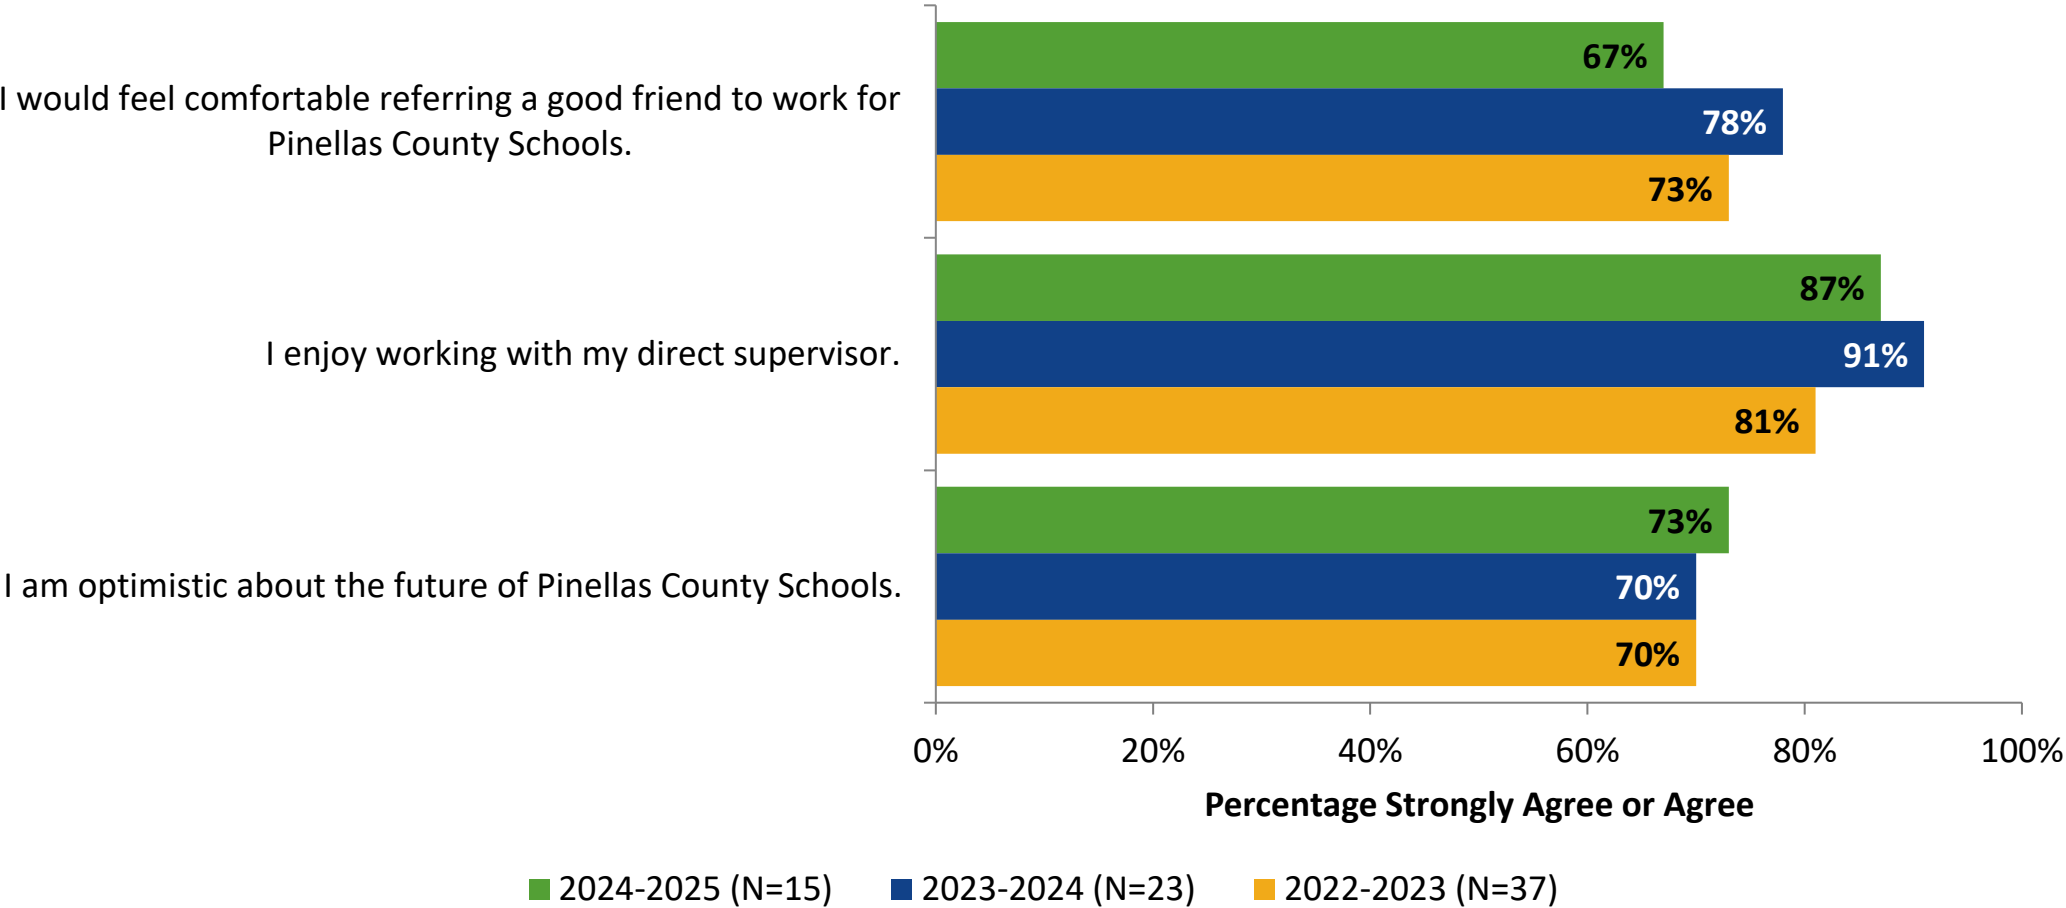 I would feel comfortable referring a good friend to work for
Pinellas County Schools.
67%
78%
73%
I enjoy working with my direct supervisor.
87%
91%
81%
I am optimistic about the future of Pinellas County Schools.
73%
70%
70%
0% 20% 40% 60% 80% 100%
Percentage Strongly Agree or Agree
2024-2025 (N=15) 2023-2024 (N=23) 2022-2023 (N=37)